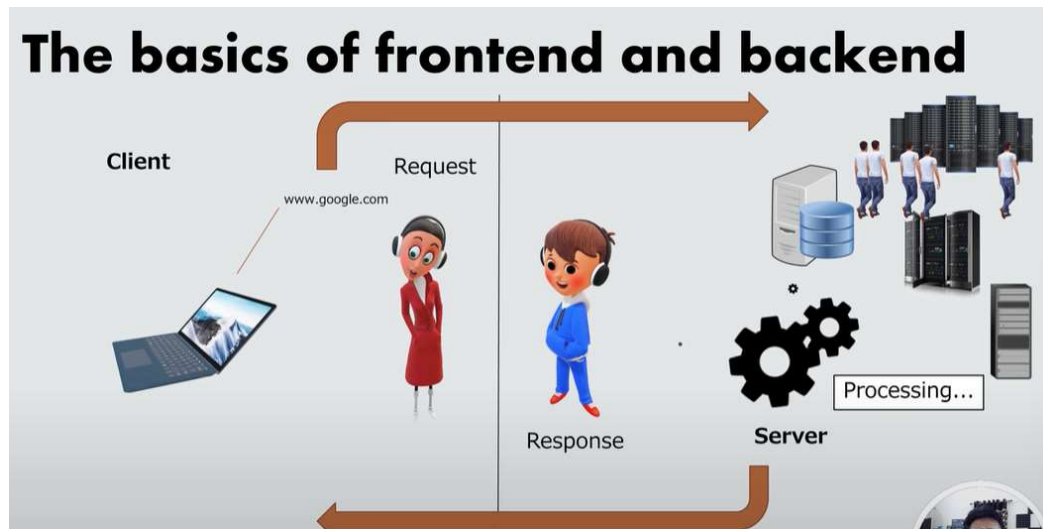 The basics of frontend and backend
Client
Request
www.google.com
Processing...
Response
Server